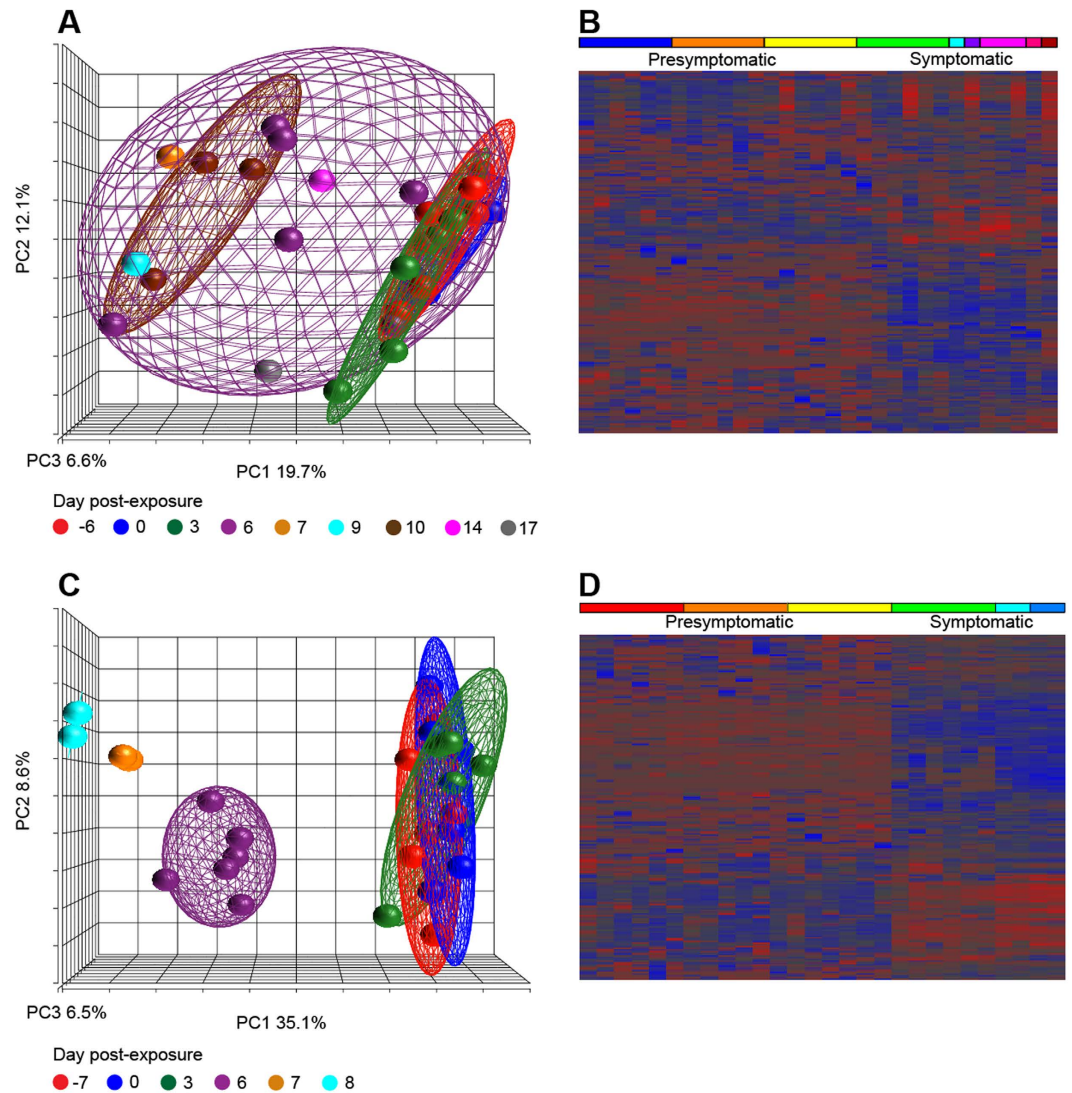 A
B
Presymptomatic Symptomatic
PC2 12.1%
PC3 6.6%
PC1 19.7%
Day post-exposure
-6 0 3 6 7 9 10 14 17
C
D
Presymptomatic Symptomatic
PC2 8.6%
PC3 6.5%
PC1 35.1%
Day post-exposure
-7 0 3 6 7 8